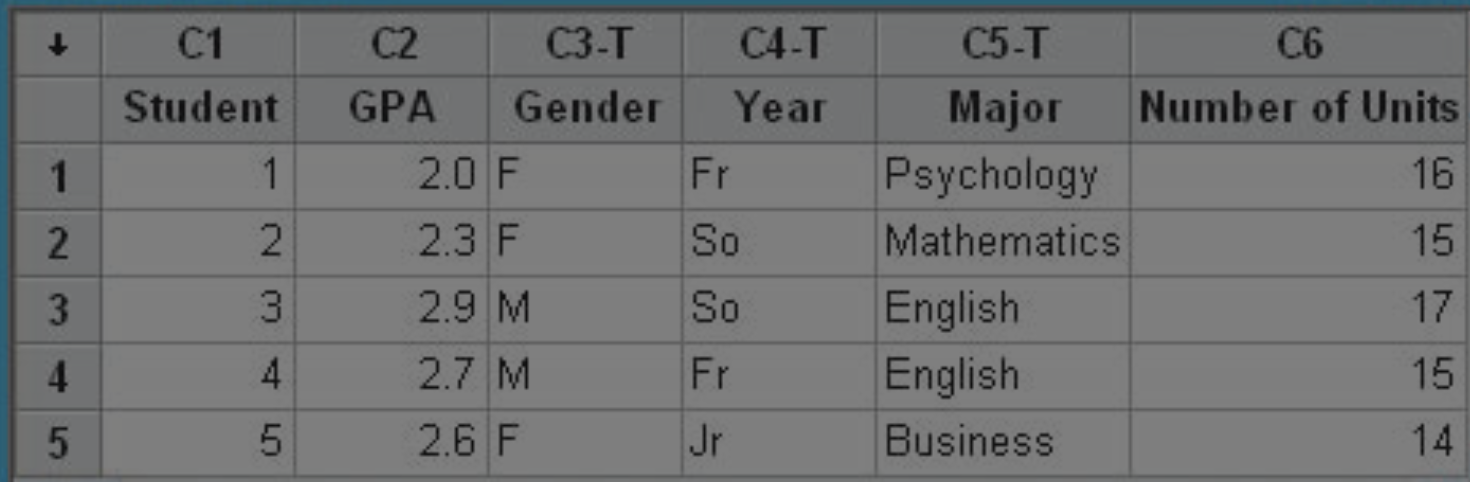 ↓ C1 C2 C3-T C4-T C5-T C6
Student GPA Gender Year Major Number of Units
1 1 2.0 F Fr Psychology 16
2 2 2.3 F So Mathematics 15
3 3 2.9 M So English 17
4 4 2.7 M Fr English 15
5 5 2.6 F Jr Business 14